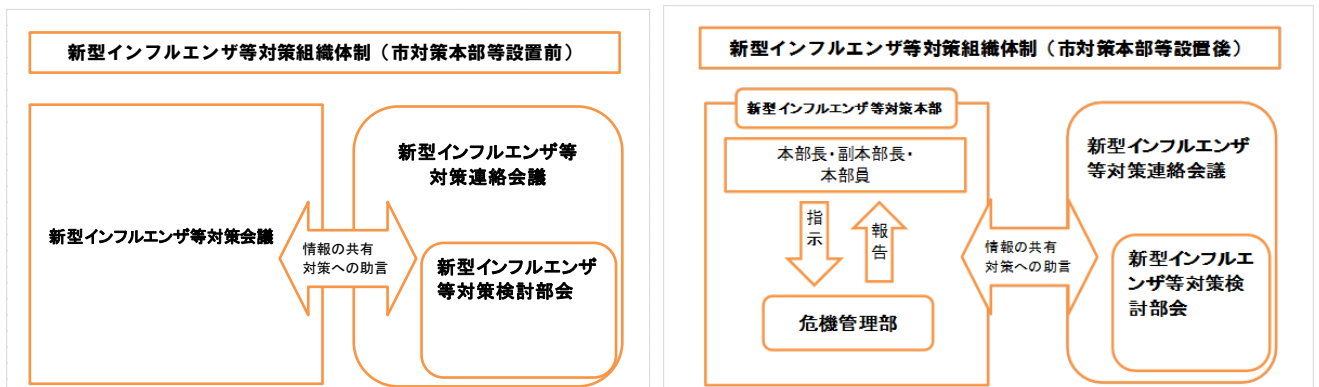 新型インフルエンザ等対策組織体制（市対策本部等設置前）
新型インフルエンザ等対策会議
情報の共有
対策への助言
新型インフルエンザ等
対策連絡会議
新型インフルエンザ
等対策検討部会
新型インフルエンザ等対策組織体制（市対策本部等設置後）
新型インフルエンザ等対策本部
本部長・副本部長・
本部員
指示
報告
危機管理部
情報の共有
対策への助言
新型インフルエンザ
等対策連絡会議
新型インフルエ
ンザ等対策検
討部会